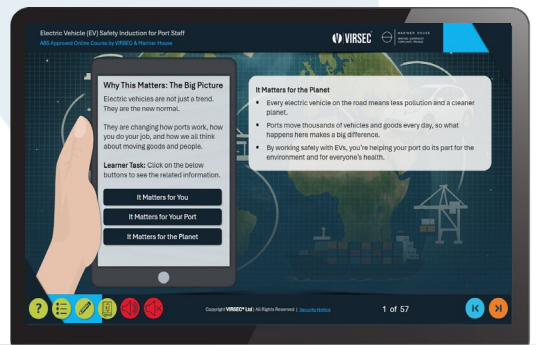 Electric Vehicle (EV) Safety Induction for Port Staff
ABS Approved Online Course by VIRSEC & Mariner House
VIRSEC
MARINER HOUSE
Why This Matters: The Big Picture
Electric vehicles are not just a trend.
They are the new normal.
They are changing how ports work, how
you do your job, and how we all think
about moving goods and people.
Learner Task: Click on the below
buttons to see the related information.
It Matters for You
It Matters for Your Port
It Matters for the Planet
It Matters for the Planet
• Every electric vehicle on the road means less pollution and a cleaner
planet.
• Ports move thousands of vehicles and goods every day, so what
happens here makes a big difference.
• By working safely with EVs, you're helping your port do its part for the
environment and for everyone's health.
?
Copyright VIRSEC® Ltd | All Rights Reserved | Security Notice
1 of 57